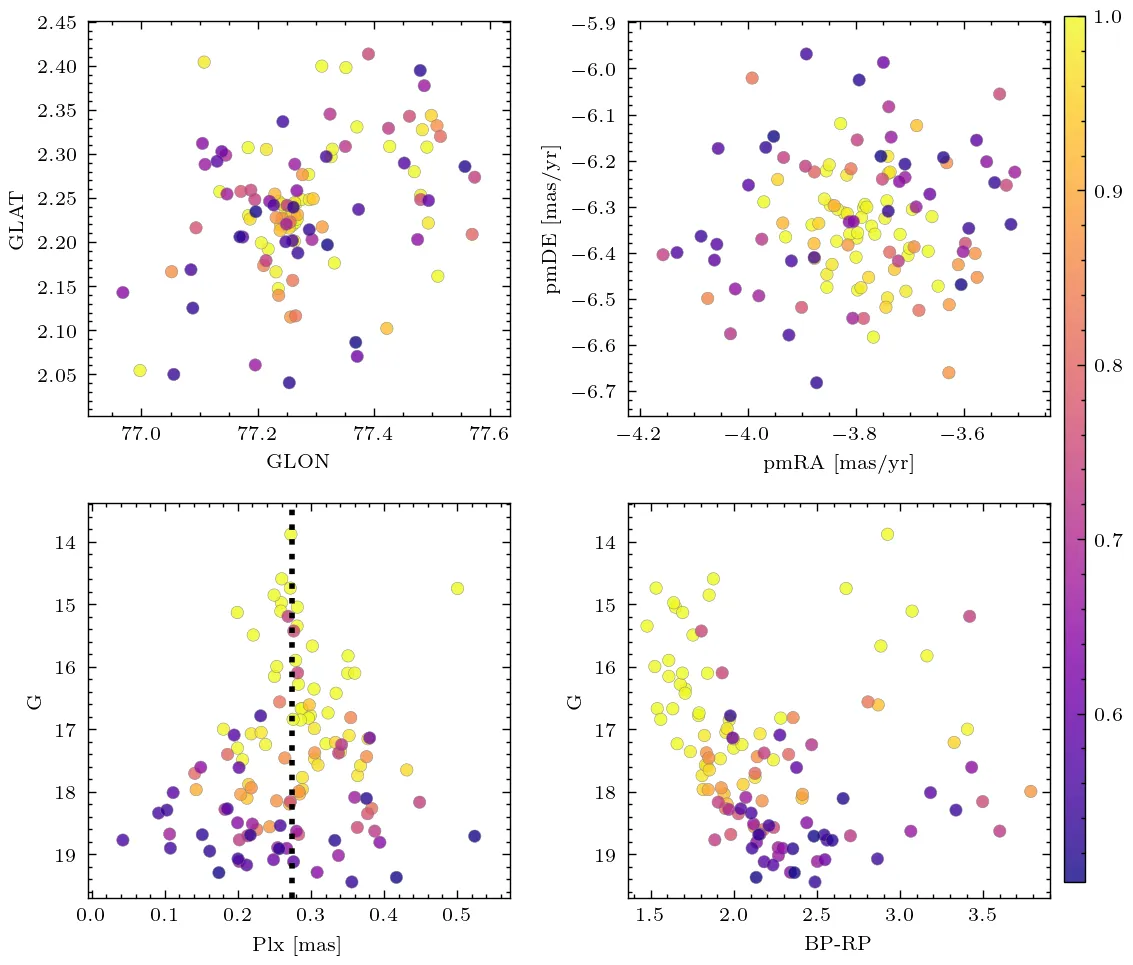 2.45
2.40
2.35
2.30
2.25
2.20
2.15
2.10
2.05
GLAT
77.0 77.2 77.4 77.6
GLON
−5.9
−6.0
−6.1
−6.2
−6.3
−6.4
−6.5
−6.6
−6.7
pmDE [mas/yr]
−4.2 −4.0 −3.8 −3.6
pmRA [mas/yr]
1.0
0.9
0.8
0.7
0.6
14
15
16
17
18
19
G
0.0 0.1 0.2 0.3 0.4 0.5
Plx [mas]
14
15
16
17
18
19
G
1.5 2.0 2.5 3.0 3.5
BP-RP